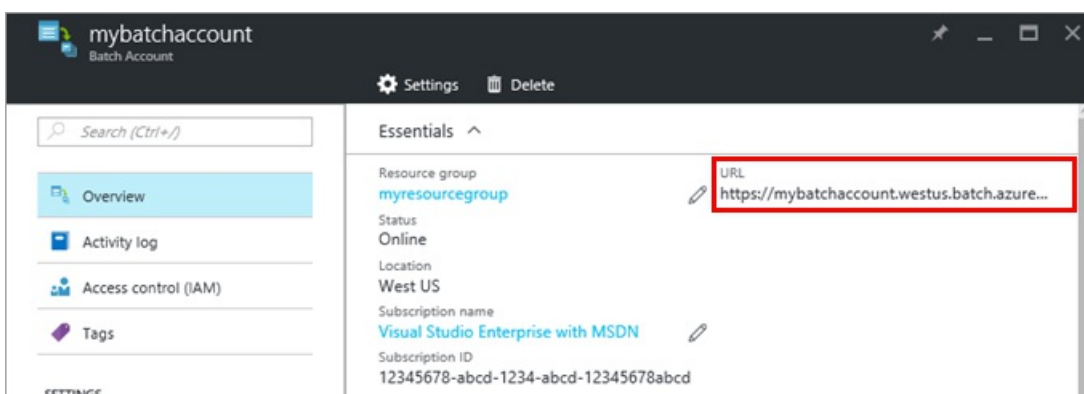 mybatchaccount
Batch Account
Settings Delete
Search (Ctrl+/)
Overview
Activity log
Access control (IAM)
Tags
SETTINGS
Essentials
Resource group
myresourcegroup
Status
Online
Location
West US
Subscription name
Visual Studio Enterprise with MSDN
Subscription ID
12345678-abcd-1234-abcd-12345678abcd
URL
https://mybatchaccount.westus.batch.azure...